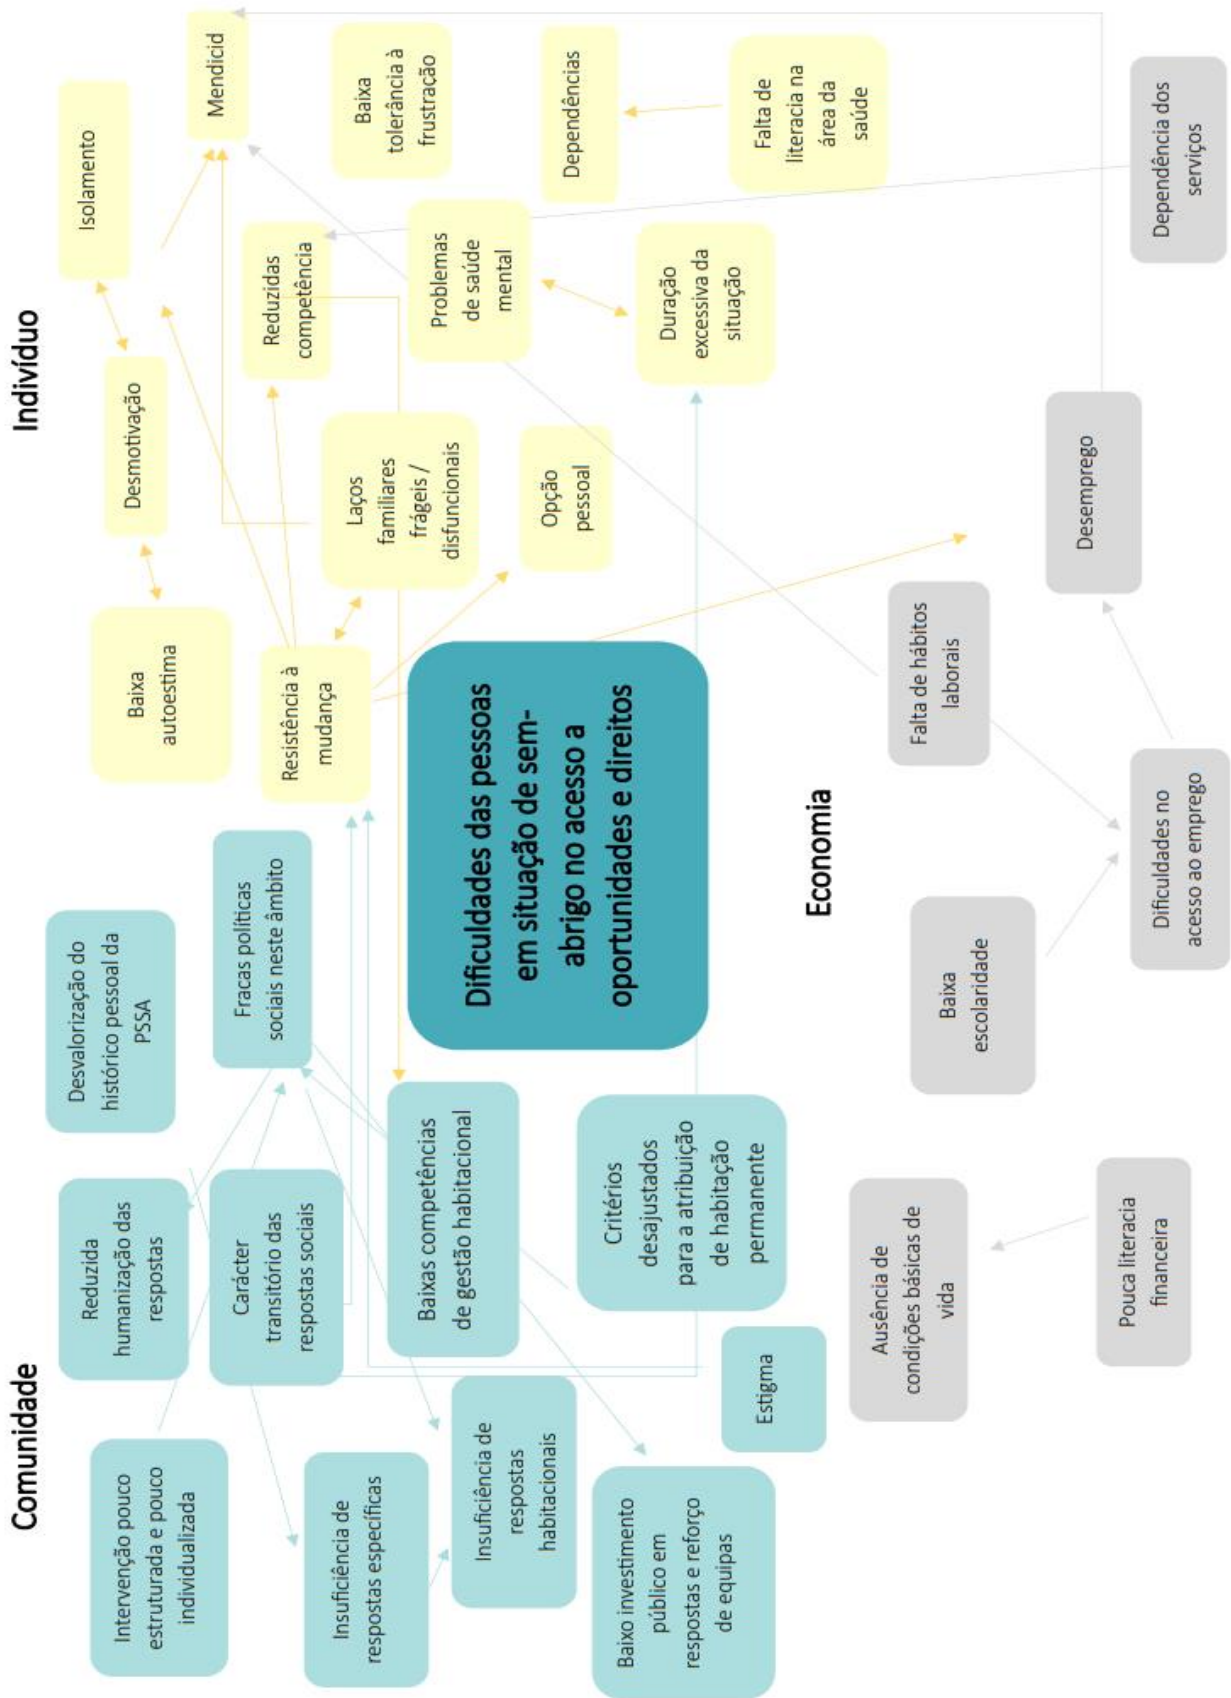 Comunidade
Indivíduo
Intervenção pouco
estruturada e pouco
individualizada
Reduzida
humanização das
respostas
Desvalorização do
histórico pessoal da
PSSA
Baixa
autoestima
Desmotivação
Isolamento
Mendicid
Carácter
transitório das
respostas sociais
Fracas políticas
sociais neste âmbito
Resistência à
mudança
Reduzidas
competência
Baixa
tolerância à
frustração
Insuficiência de
respostas específicas
Laços
familiares
frágeis /
disfuncionais
Baixas competências
de gestão habitacional
Problemas
de saúde
mental
Insuficiência de
respostas
habitacionais
Dificuldades das pessoas
em situação de sem-
abrigo no acesso a
oportunidades e direitos
Opção
pessoal
Dependências
Baixo investimento
público em
respostas e reforço
de equipas
Critérios
desajustados
para a atribuição
de habitação
permanente
Duração
excessiva da
situação
Falta de
literacia na
área da
saúde
Estigma
Economia
Ausência de
condições básicas de
vida
Baixa
escolaridade
Falta de hábitos
laborais
Desemprego
Pouca literacia
financeira
Dificuldades no
acesso ao emprego
Dependência dos
serviços